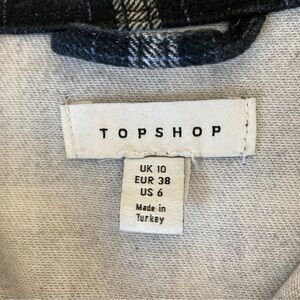 TOPSHOP
UK 10
EUR 38
US 6
Made in
Turkey